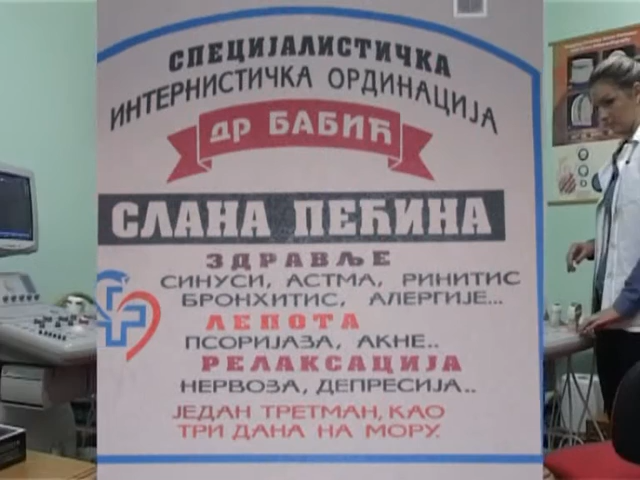 СПЕЦИЈАЛИСТИЧКА
ИНТЕРНИСТИЧКА ОРДИНАЦИЈА
ДР БАБИЋ
СЛАНА ПЕЋИНА
ЗДРАВЉЕ
СИНУСИ, АСТМА, РИНИТИС
БРОНХИТИС, АЛЕРГИЈЕ...
ЛЕПОТА
ПСОРИЈАЗА, АКНЕ..
РЕЛАКСАЦИЈА
НЕРВОЗА, ДЕПРЕСИЈА..
ЈЕДАН ТРЕТМАН, КАО
ТРИ ДАНА НА МОРУ.